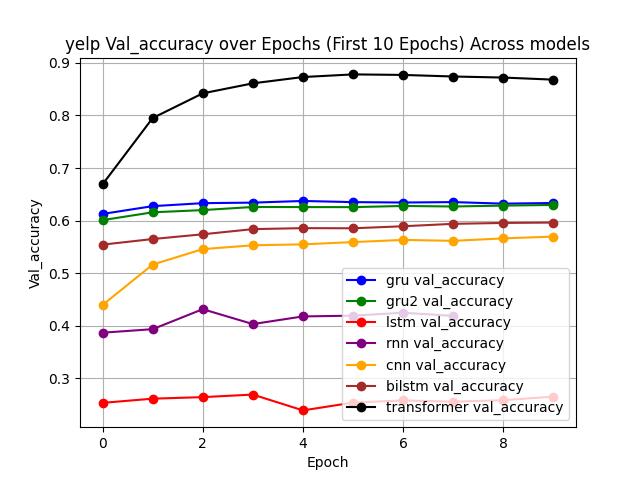 yelp Val_accuracy over Epochs (First 10 Epochs) Across models
0.9
0.8
0.7
0.6
0.5
0.4
0.3
Val_accuracy
gru val_accuracy
gru2 val_accuracy
lstm val_accuracy
rnn val_accuracy
cnn val_accuracy
bilstm val_accuracy
transformer val_accuracy
0 2 4 6 8
Epoch